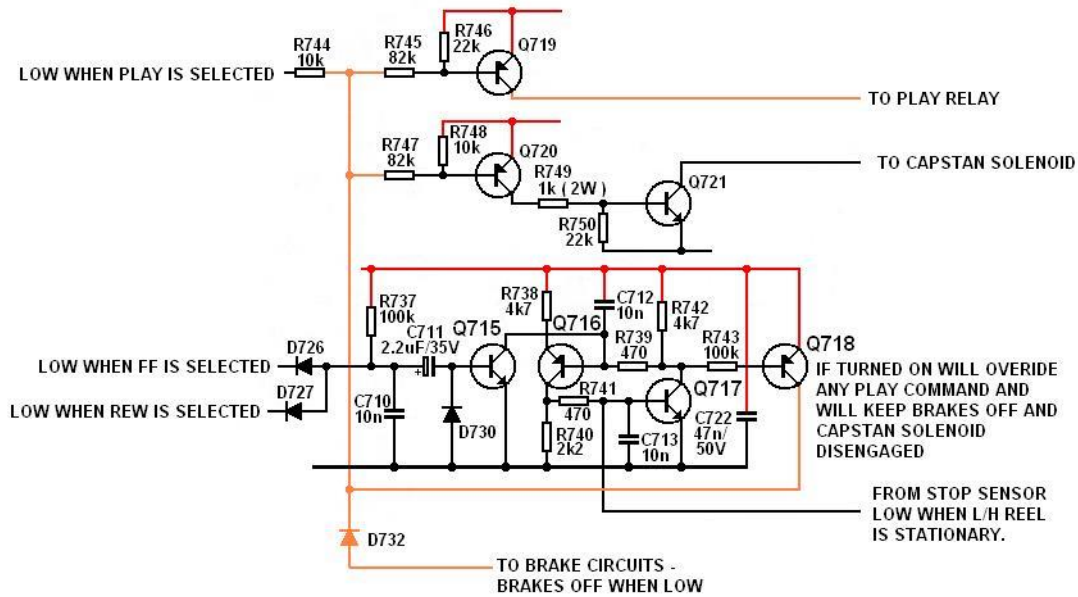 R746
22k
Q719
R744
10k
R745
82k
LOW WHEN PLAY IS SELECTED
TO PLAY RELAY
R748
10k
Q720
R747
82k
R749
1k ( 2W )
Q721
TO CAPSTAN SOLENOID
R750
22k
R737
100k
C711
2.2uF/35V
Q715
R738
4k7
Q716
C712
10n
R739
470
R742
4k7
R743
100k
Q718
LOW WHEN FF IS SELECTED
D726
LOW WHEN REW IS SELECTED
D727
+
C710
10n
D730
R741
470
R740
2k2
C713
10n
Q717
C722
47n/
50V
IF TURNED ON WILL OVERIDE
ANY PLAY COMMAND AND
WILL KEEP BRAKES OFF AND
CAPSTAN SOLENOID
DISENGAGED
FROM STOP SENSOR
LOW WHEN L/H REEL
IS STATIONARY.
D732
TO BRAKE CIRCUITS -
BRAKES OFF WHEN LOW